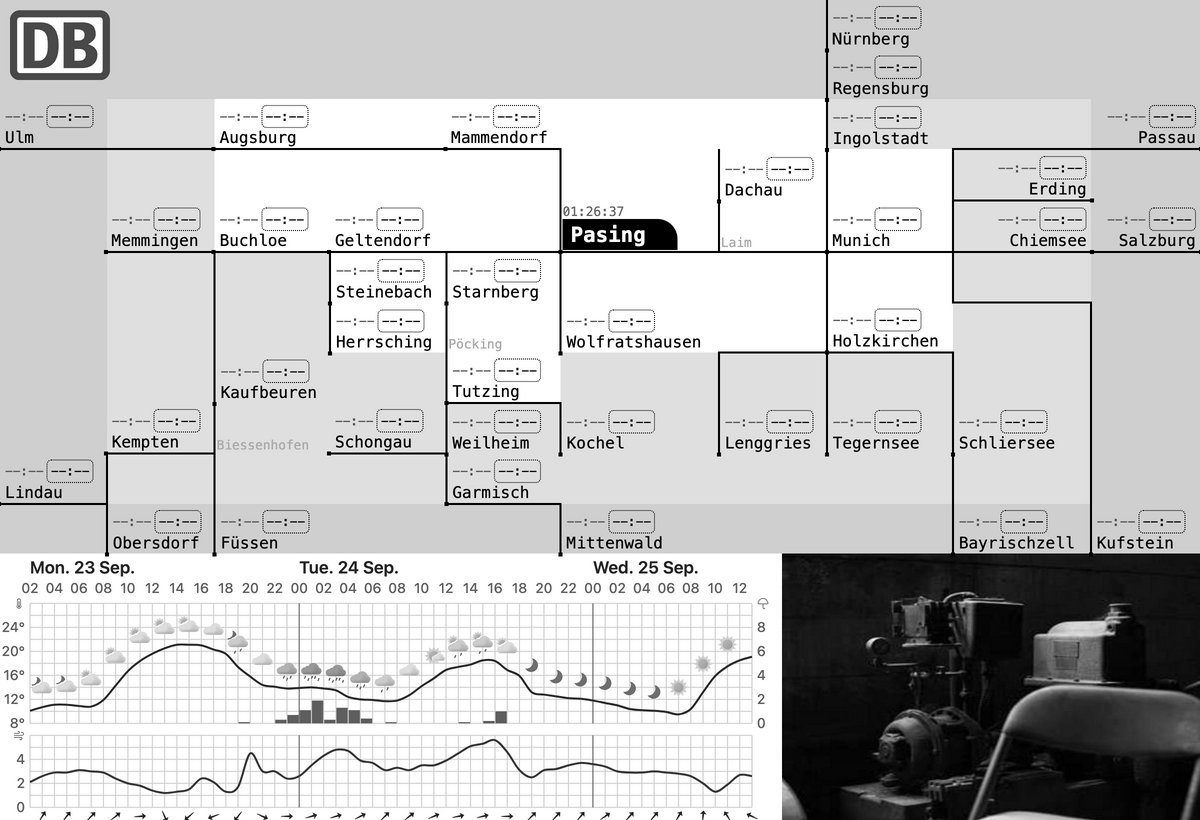 DB
--:-- --:--
Nürnberg
--:-- --:--
Regensburg
--:-- --:--
Ulm
--:-- --:--
Augsburg
--:-- --:--
Mammendorf
--:-- --:--
Ingolstadt
--:-- --:--
Passau
--:-- --:--
Dachau
--:-- --:--
Erding
--:-- --:--
Memmingen
--:-- --:--
Buchloe
--:-- --:--
Geltendorf
01:26:37
Pasing
Laim
--:-- --:--
Munich
--:-- --:--
Chiemsee
--:-- --:--
Salzburg
--:-- --:--
Steinebach
--:-- --:--
Starnberg
--:-- --:--
Herrsching
Pöcking
--:-- --:--
Wolfratshausen
--:-- --:--
Holzkirchen
--:-- --:--
Kaufbeuren
--:-- --:--
Tutzing
--:-- --:--
Kempten
Biessenhofen
--:-- --:--
Schongau
--:-- --:--
Weilheim
--:-- --:--
Kochel
--:-- --:--
Lenggries
--:-- --:--
Tegernsee
--:-- --:--
Schliersee
--:-- --:--
Lindau
--:-- --:--
Garmisch
--:-- --:--
Obersdorf
--:-- --:--
Füssen
--:-- --:--
Mittenwald
--:-- --:--
Bayrischzell
--:-- --:--
Kufstein
Mon. 23 Sep. Tue. 24 Sep. Wed. 25 Sep.
02 04 06 08 10 12 14 16 18 20 22 00 02 04 06 08 10 12 14 16 18 20 22 00 02 04 06 08 10 12
24° 8
20° 6
16° 4
12° 2
8° 0
4
2
0